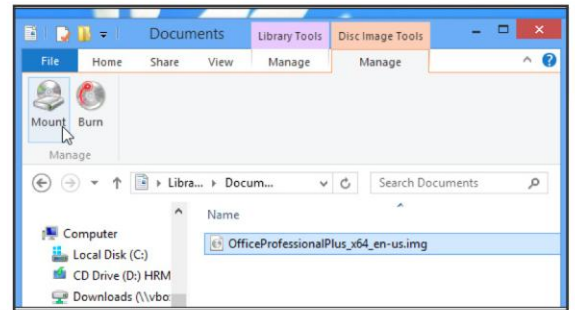 Documents
Library Tools
Disc Image Tools
File
Home
Share
View
Manage
Manage
Mount
Burn
Manage
Libra...
Docum...
Search Documents
Name
Computer
OfficeProfessionalPlus_x64_en-us.img
Local Disk (C:)
CD Drive (D:) HRM
Downloads (\\vbo